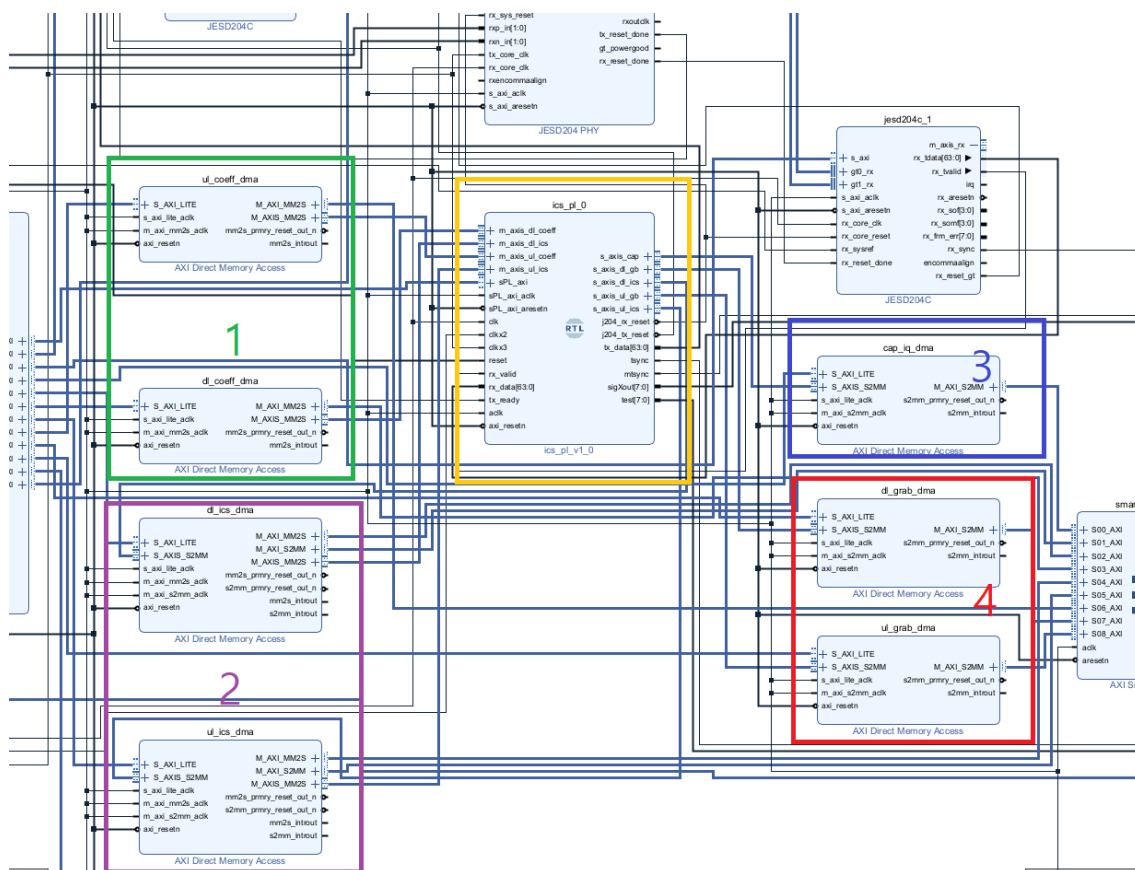 JESD204C
rx_sys_reset
rxp_in[1:0]
rxn_in[1:0]
tx_core_clk
rx_core_clk
rxencommaalign
s_axi_aclk
s_axi_aresetn
rxoutclk
tx_reset_done
gt_powergood
rx_reset_done
JESD204 PHY
jesd204c_1
s_axi
gt0_rx
gt1_rx
s_axi_aclk
s_axi_aresetn
rx_core_clk
rx_core_reset
rx_sysref
rx_reset_done
m_axis_rx
rx_tdata[63:0]
rx_tvalid
irq
rx_aresetn
rx_sof[3:0]
rx_somf[3:0]
rx_frm_err[7:0]
rx_sync
encommaalign
rx_reset_gt
JESD204C
ul_coeff_dma
S_AXI_LITE
s_axi_lite_aclk
m_axi_mm2s_aclk
axi_resetn
M_AXI_MM2S
M_AXIS_MM2S
mm2s_prmry_reset_out_n
mm2s_introut
AXI Direct Memory Access
1
dl_coeff_dma
S_AXI_LITE
s_axi_lite_aclk
m_axi_mm2s_aclk
axi_resetn
M_AXI_MM2S
M_AXIS_MM2S
mm2s_prmry_reset_out_n
mm2s_introut
AXI Direct Memory Access
ics_pl_0
m_axis_dl_coeff
m_axis_dl_ics
m_axis_ul_coeff
m_axis_ul_ics
sPL_axi
sPL_axi_aclk
sPL_axi_aresetn
clk
clkx2
clkx3
reset
rx_valid
rx_data[63:0]
tx_ready
aclk
axi_resetn
RTL
s_axis_cap
s_axis_dl_gb
s_axis_dl_ics
s_axis_ul_gb
s_axis_ul_ics
j204_rx_reset
j204_tx_reset
tx_data[63:0]
tsync
mtsync
sigXout[7:0]
test[7:0]
ics_pl_v1_0
cap_iq_dma
3
S_AXI_LITE
S_AXIS_S2MM
s_axi_lite_aclk
m_axi_s2mm_aclk
axi_resetn
M_AXI_S2MM
s2mm_prmry_reset_out_n
s2mm_introut
AXI Direct Memory Access
dl_ics_dma
S_AXI_LITE
S_AXIS_S2MM
s_axi_lite_aclk
m_axi_mm2s_aclk
m_axi_s2mm_aclk
axi_resetn
M_AXI_MM2S
M_AXI_S2MM
M_AXIS_MM2S
mm2s_prmry_reset_out_n
s2mm_prmry_reset_out_n
mm2s_introut
s2mm_introut
AXI Direct Memory Access
2
ul_ics_dma
S_AXI_LITE
S_AXIS_S2MM
s_axi_lite_aclk
m_axi_mm2s_aclk
m_axi_s2mm_aclk
axi_resetn
M_AXI_MM2S
M_AXI_S2MM
M_AXIS_MM2S
mm2s_prmry_reset_out_n
s2mm_prmry_reset_out_n
mm2s_introut
s2mm_introut
AXI Direct Memory Access
dl_grab_dma
S_AXI_LITE
S_AXIS_S2MM
s_axi_lite_aclk
m_axi_s2mm_aclk
axi_resetn
M_AXI_S2MM
s2mm_prmry_reset_out_n
s2mm_introut
AXI Direct Memory Access
4
ul_grab_dma
S_AXI_LITE
S_AXIS_S2MM
s_axi_lite_aclk
m_axi_s2mm_aclk
axi_resetn
M_AXI_S2MM
s2mm_prmry_reset_out_n
s2mm_introut
AXI Direct Memory Access
smar
S00_AXI
S01_AXI
S02_AXI
S03_AXI
S04_AXI
S05_AXI
S06_AXI
S07_AXI
S08_AXI
aclk
aresetn